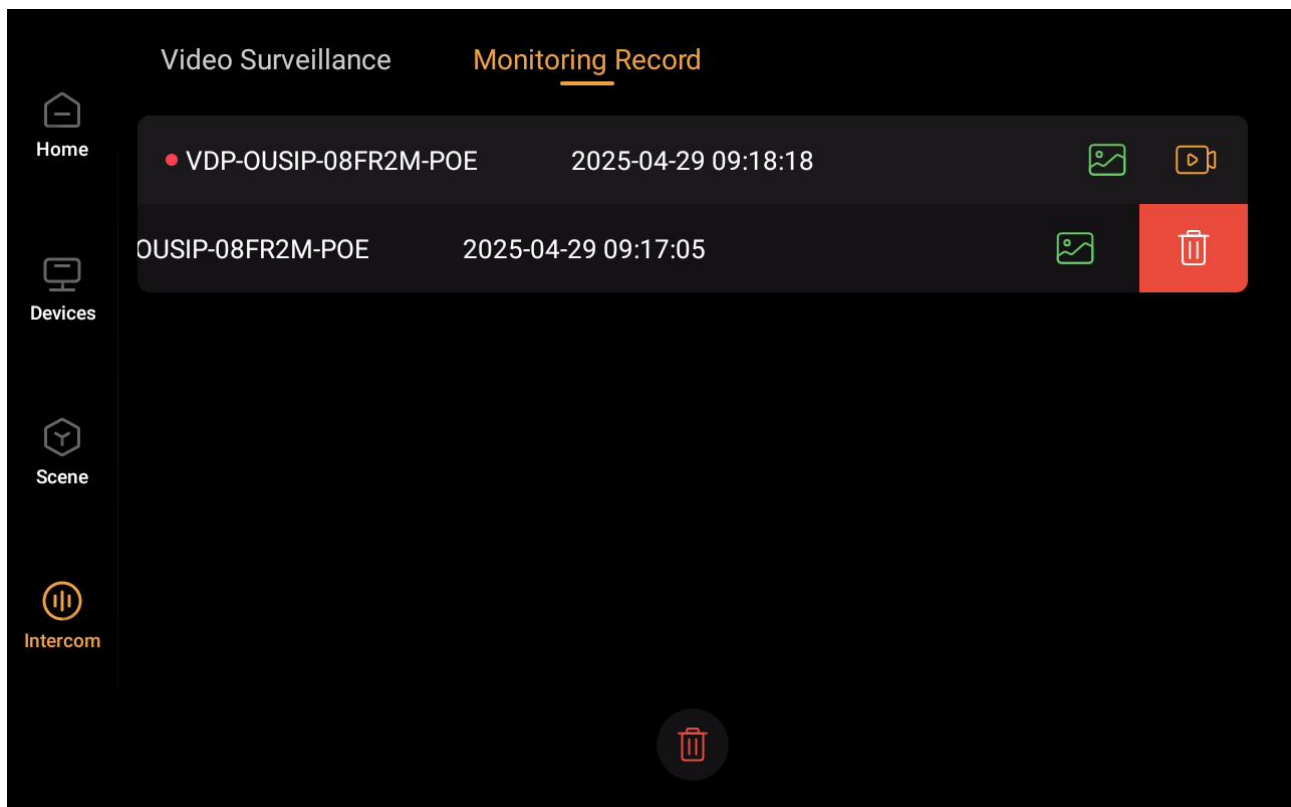 Video Surveillance Monitoring Record
Home
VDP-OUSIP-08FR2M-POE 2025-04-29 09:18:18
OUSIP-08FR2M-POE 2025-04-29 09:17:05
Devices
Scene
Intercom